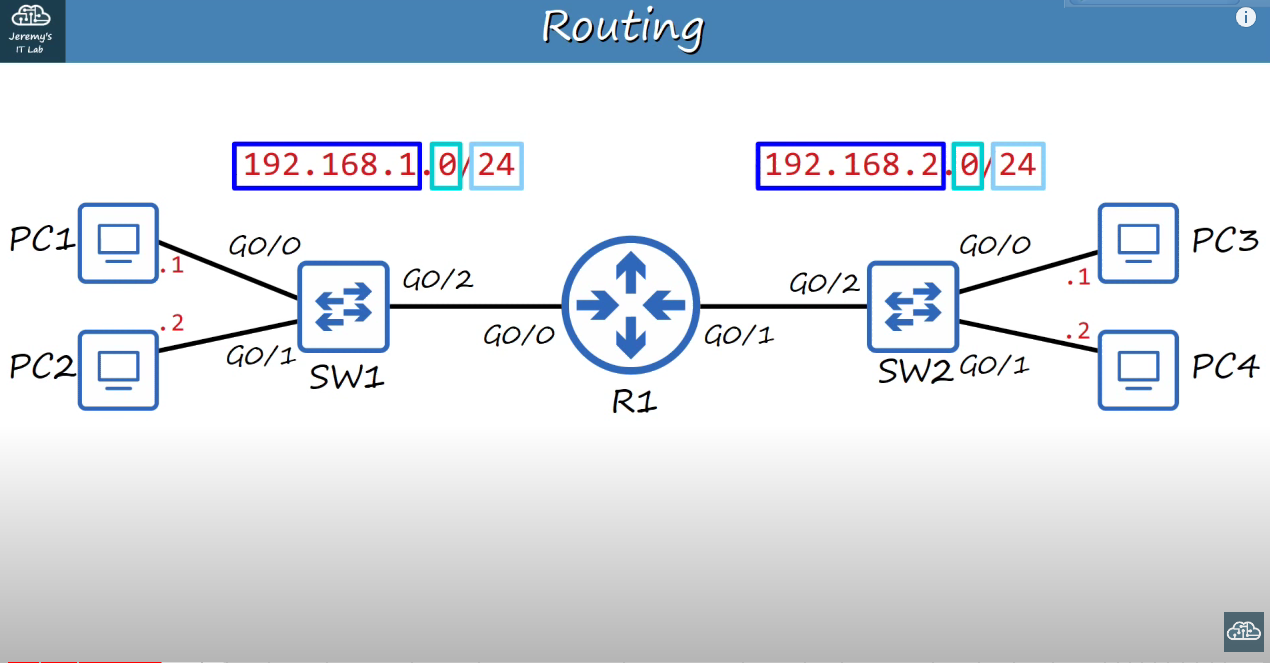 Jeremy's
IT Lab
Routing
i
192.168.1.0/24
192.168.2.0/24
PC1
.1
G0/0
G0/2
G0/0
R1
G0/1
G0/2
G0/0
.1
PC3
PC2
.2
G0/1
SW1
SW2
G0/1
.2
PC4